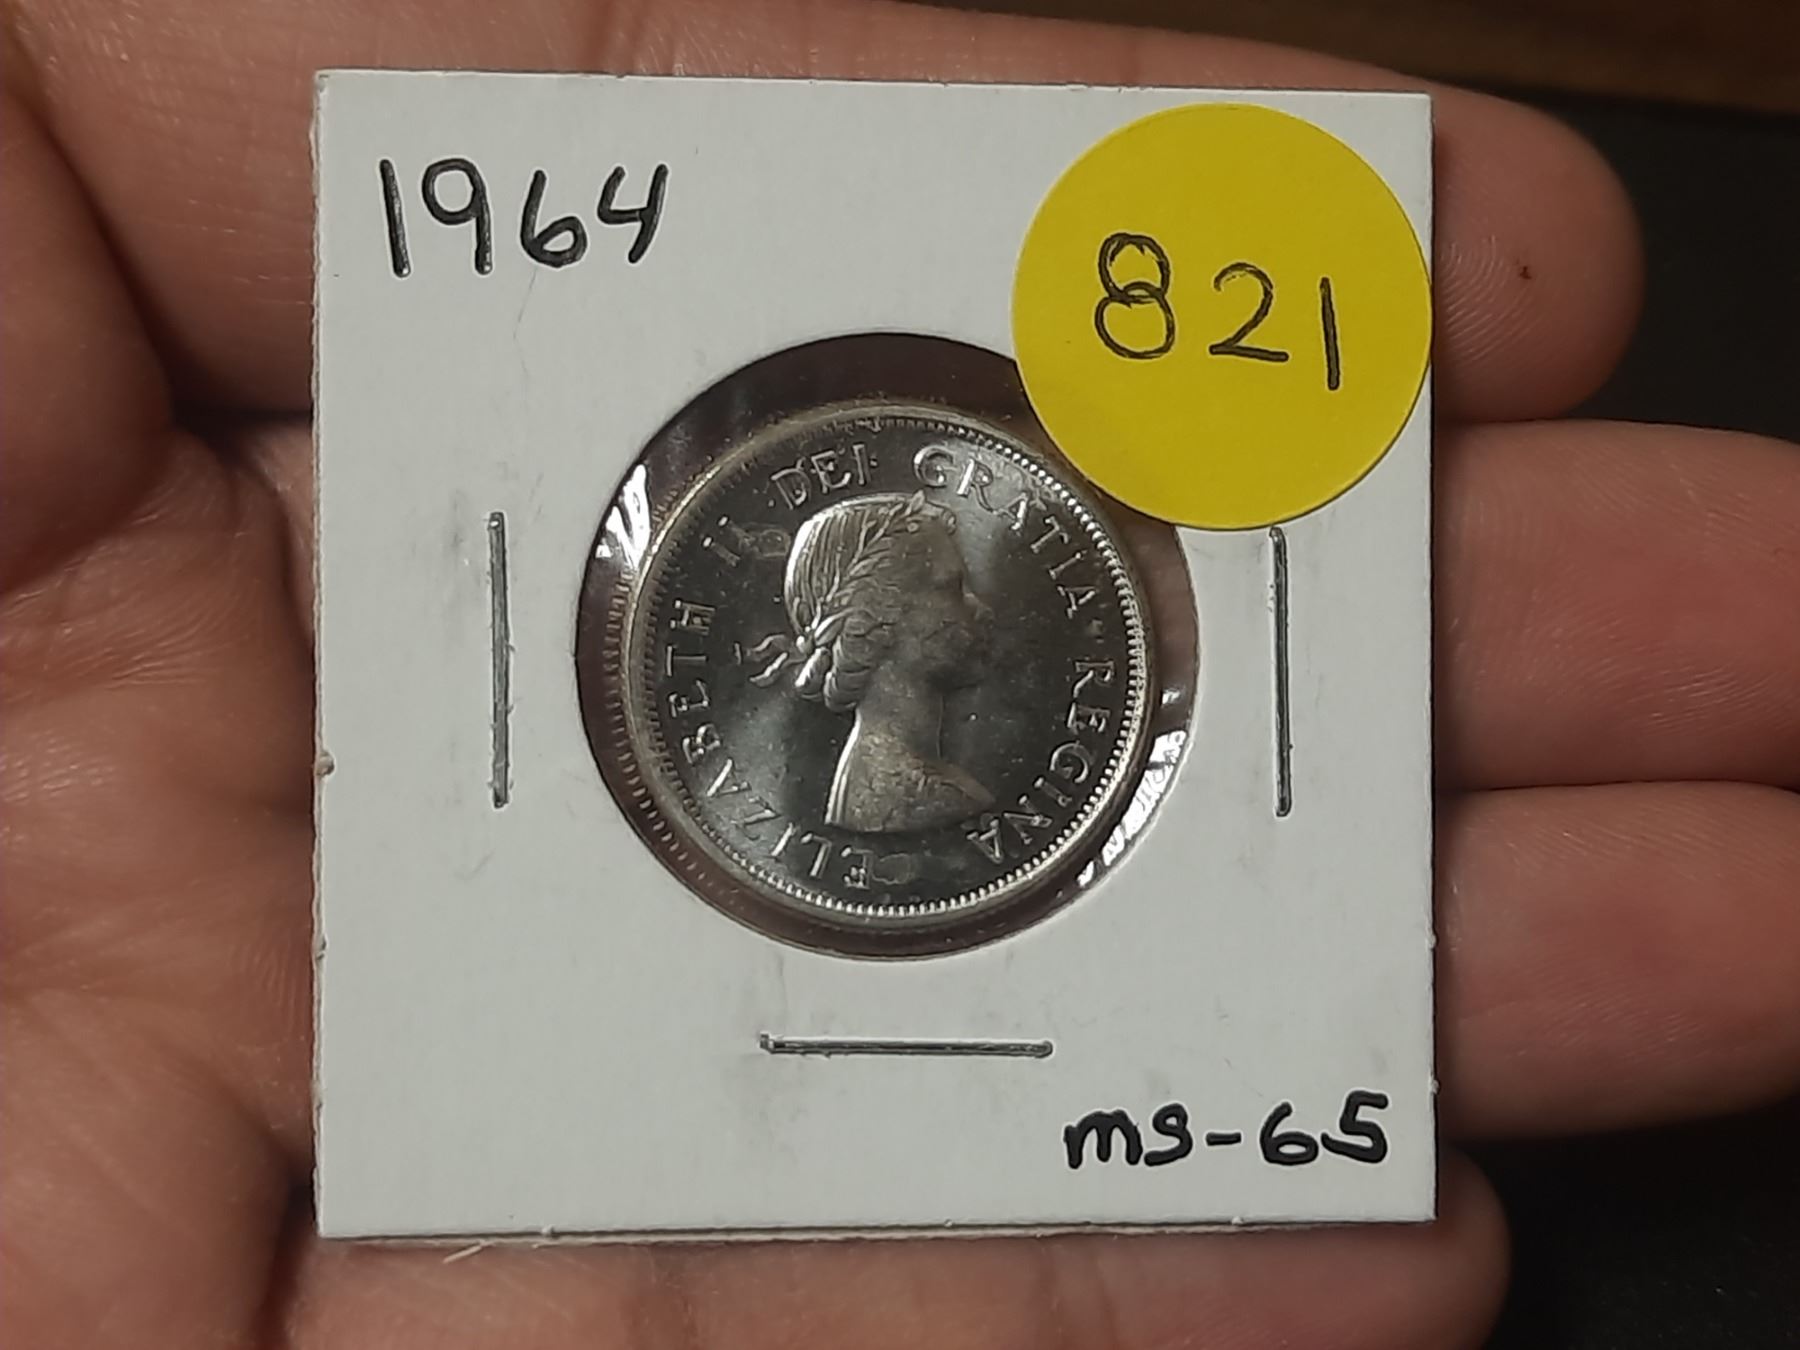 1964
821
ELIZABETH II DEI· GRATIA·REGINA
ms-65